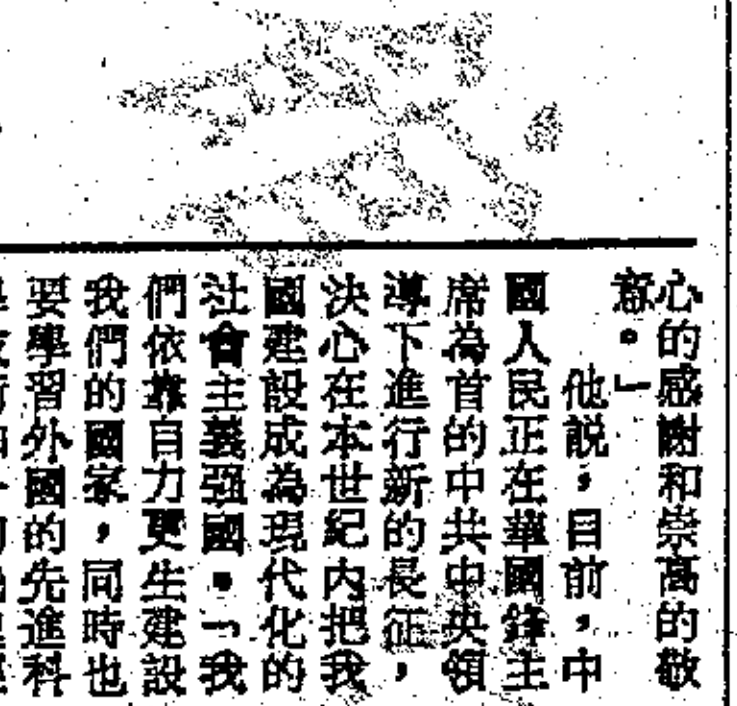 心的感謝和崇高的敬
意。」
他説，目前，中
國人民正在華國鋒主
席為首的中共中央領
導下進行新的長征，
決心在本世紀內把我
國建設成為現代化的
社會主義强國。「我
們依靠自力更生建設
我們的國家，同時也
要學習外國的先進科